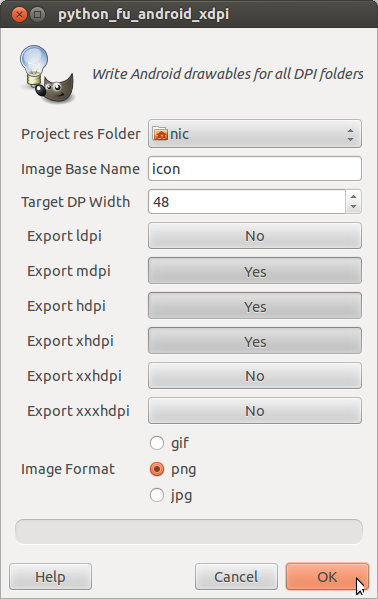 python_fu_android_xdpi
Write Android drawables for all DPI folders
Project res Folder nic
Image Base Name icon
Target DP Width 48
Export ldpi No
Export mdpi Yes
Export hdpi Yes
Export xhdpi Yes
Export xxhdpi No
Export xxxhdpi No
gif
Image Format png
jpg
Help Cancel OK